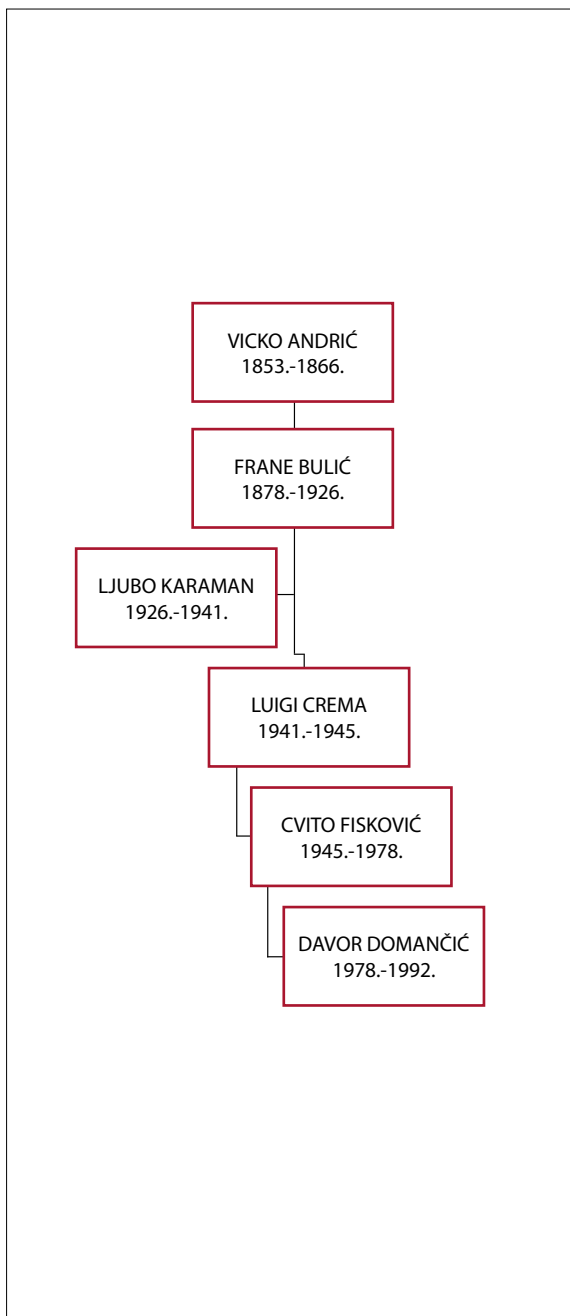 VICKO ANDRIĆ
1853.-1866.
FRANE BULIĆ
1878.-1926.
LJUBO KARAMAN
1926.-1941.
LUIGI CREMA
1941.-1945.
CVITO FISKOVIĆ
1945.-1978.
DAVOR DOMANČIĆ
1978.-1992.